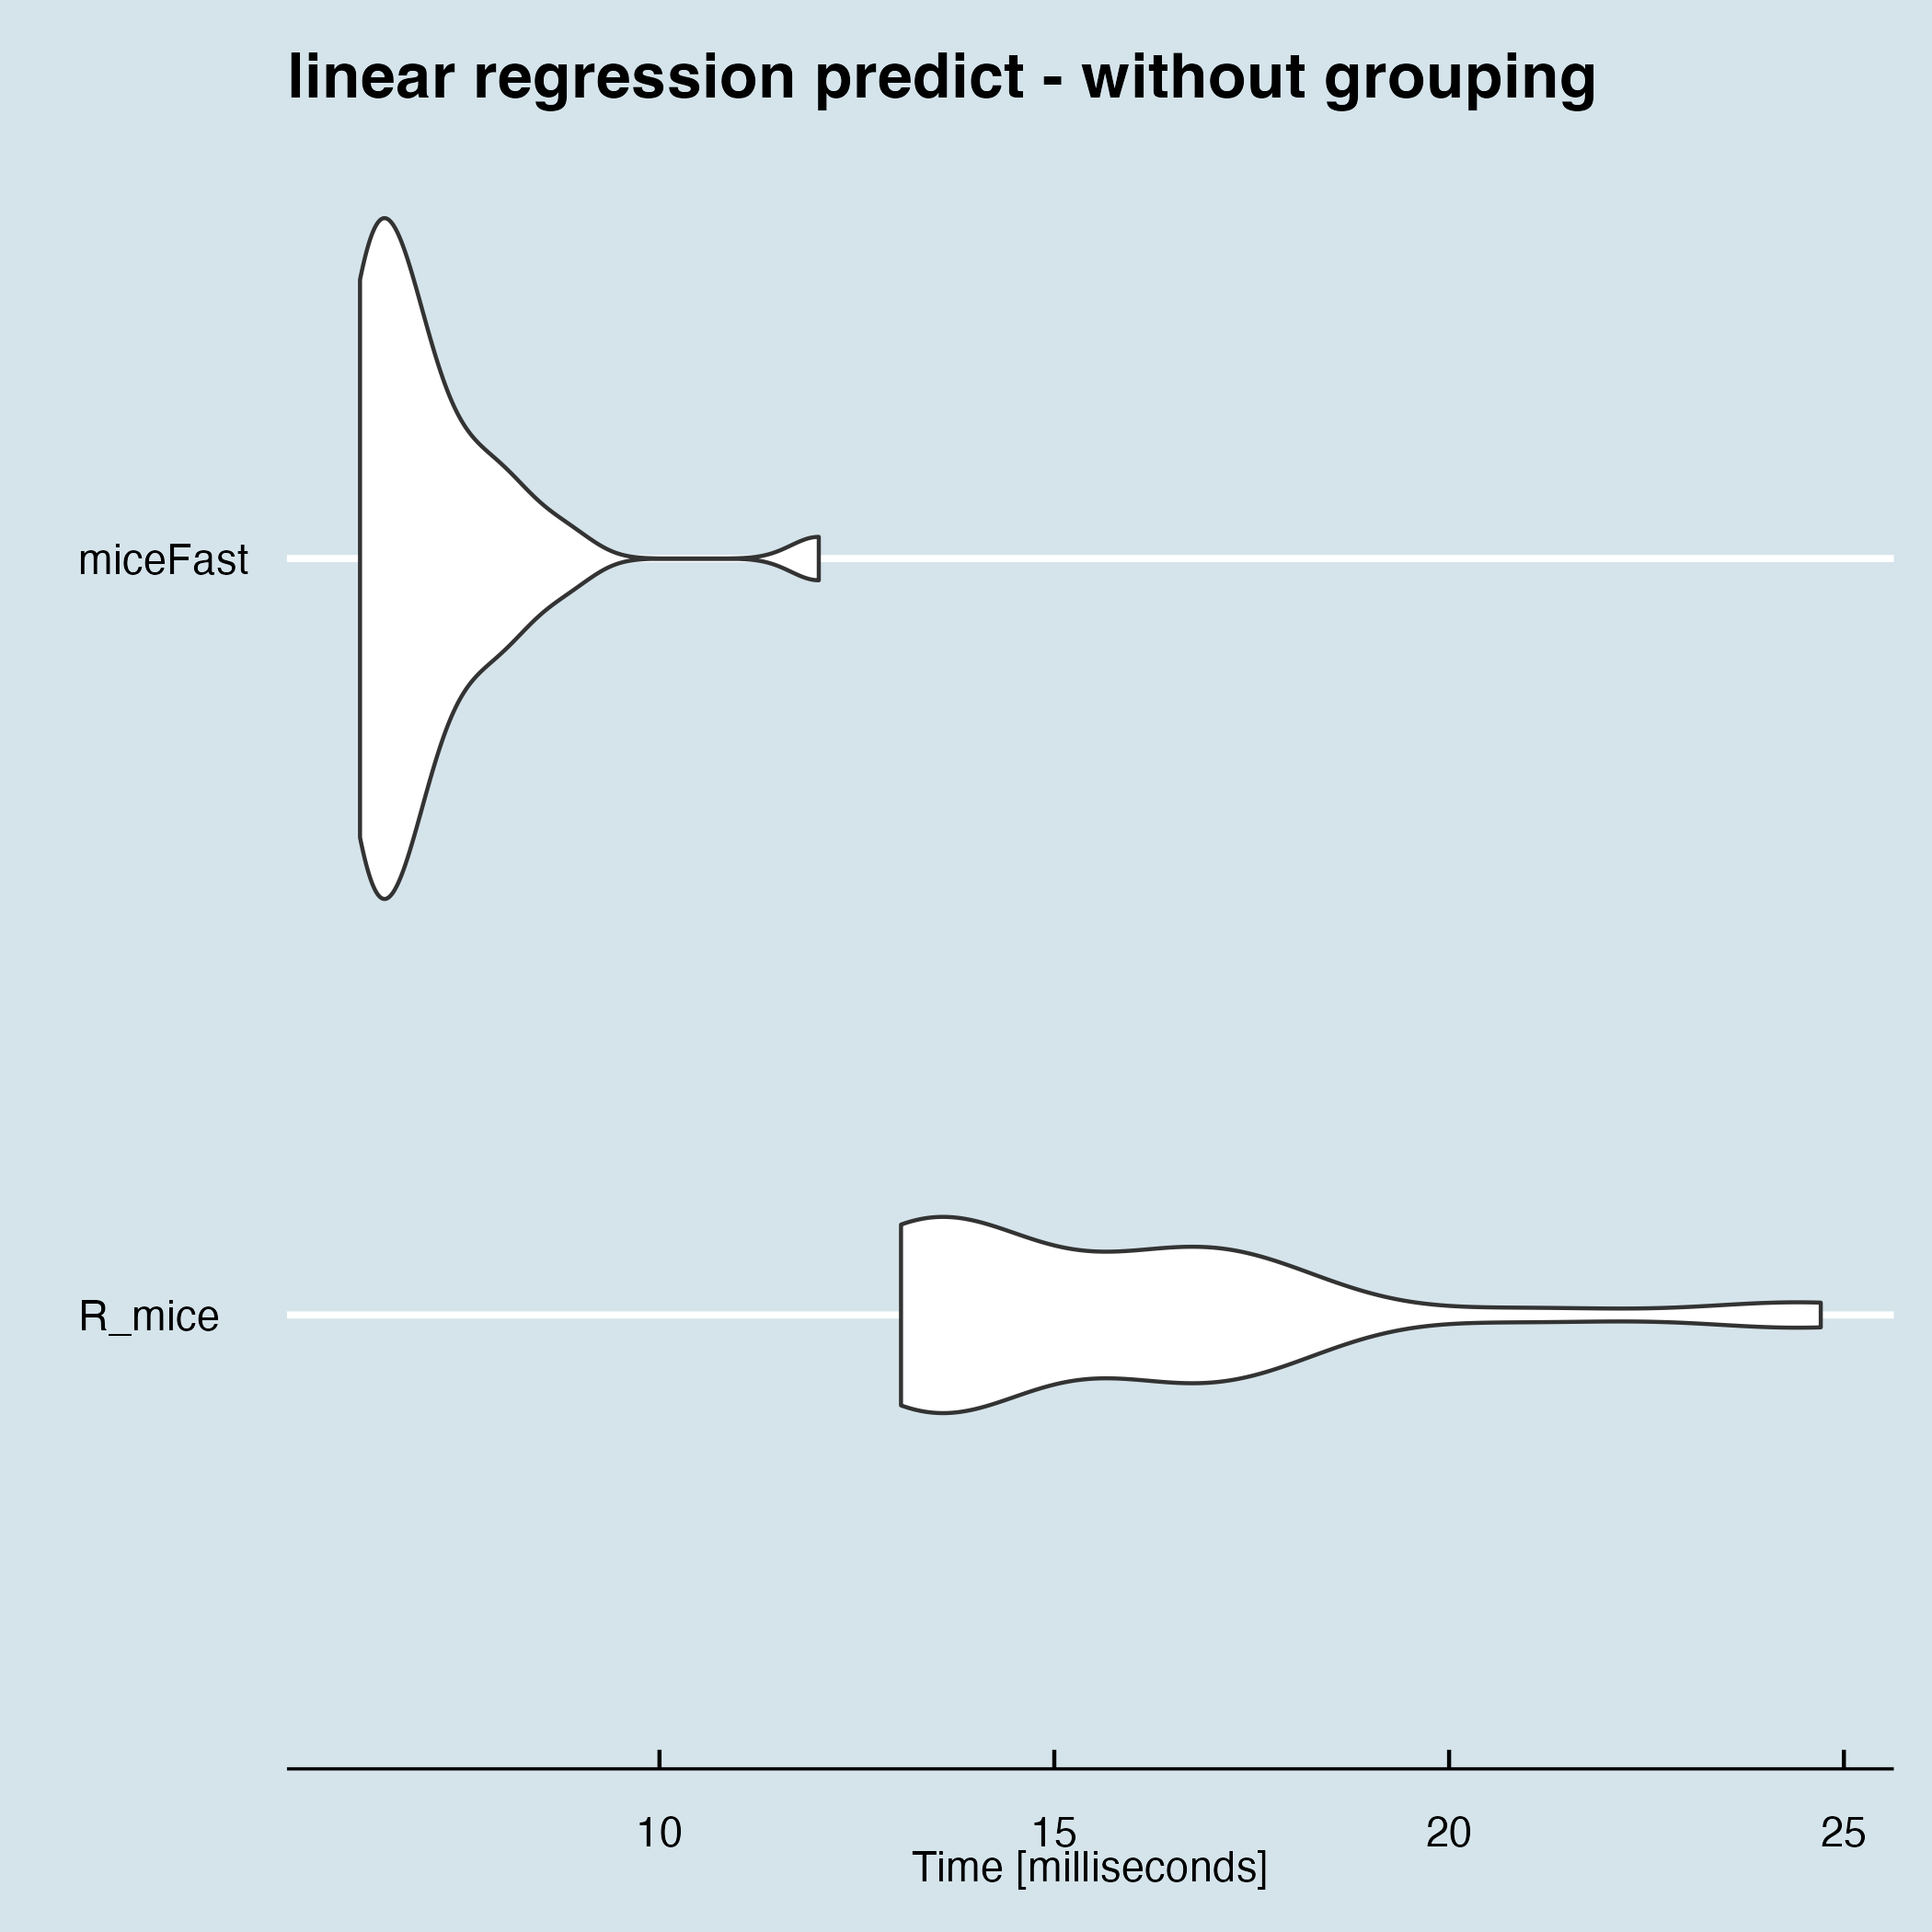 linear regression predict - without grouping
miceFast
R_mice
10 15 20 25
Time [milliseconds]